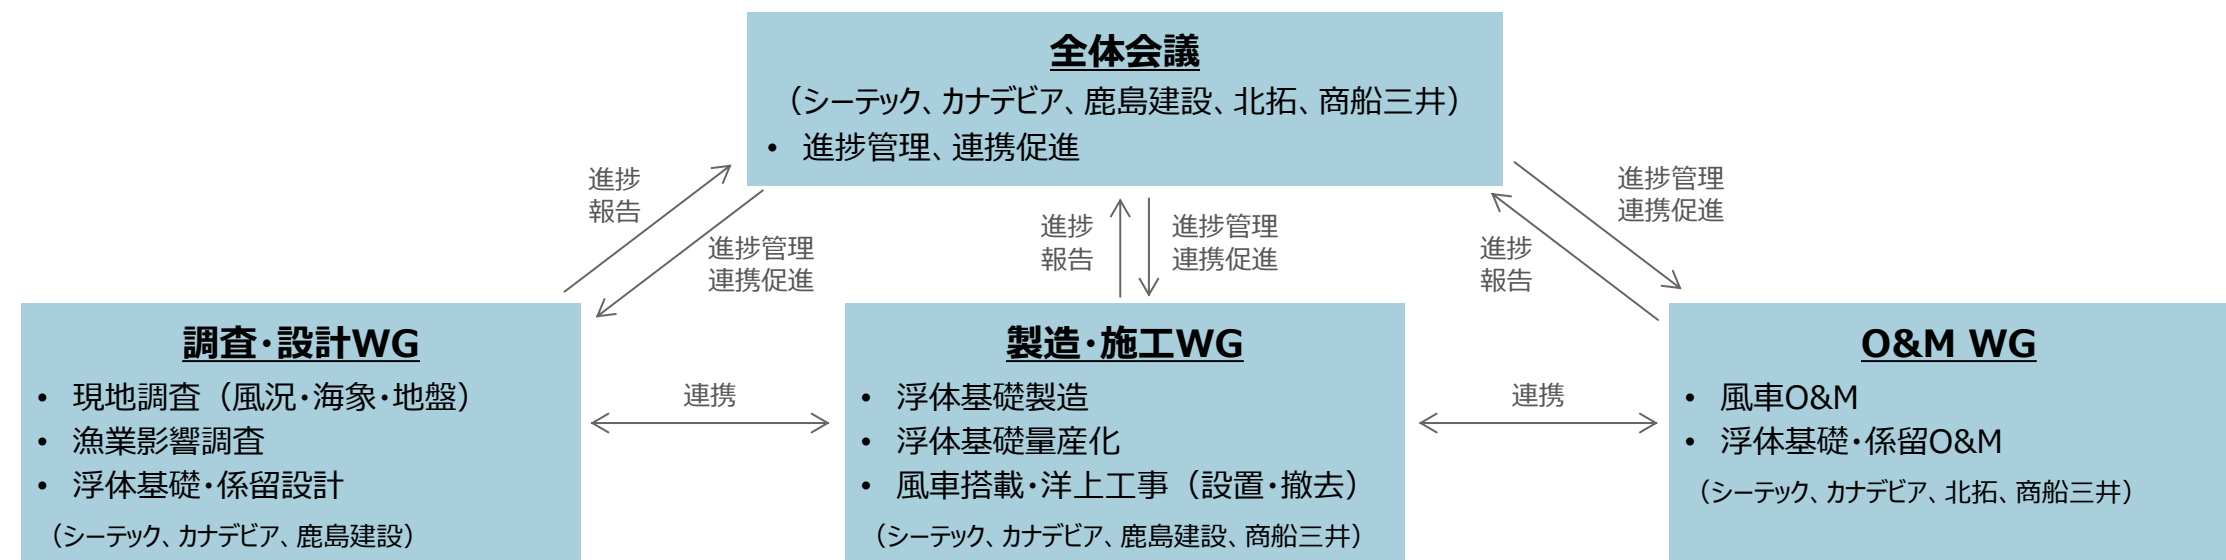 全体会議
（シーテック、カナデビア、鹿島建設、北拓、商船三井）
• 進捗管理、連携促進
進捗
報告
進捗管理
連携促進
進捗
報告
進捗管理
連携促進
進捗
報告
進捗管理
連携促進
調査･設計WG
• 現地調査（風況･海象･地盤）
• 漁業影響調査
• 浮体基礎･係留設計
（シーテック、カナデビア、鹿島建設）
連携
製造･施工WG
• 浮体基礎製造
• 浮体基礎量産化
• 風車搭載･洋上工事（設置･撤去）
（シーテック、カナデビア、鹿島建設、商船三井）
連携
O&M WG
• 風車O&M
• 浮体基礎･係留O&M
（シーテック、カナデビア、北拓、商船三井）